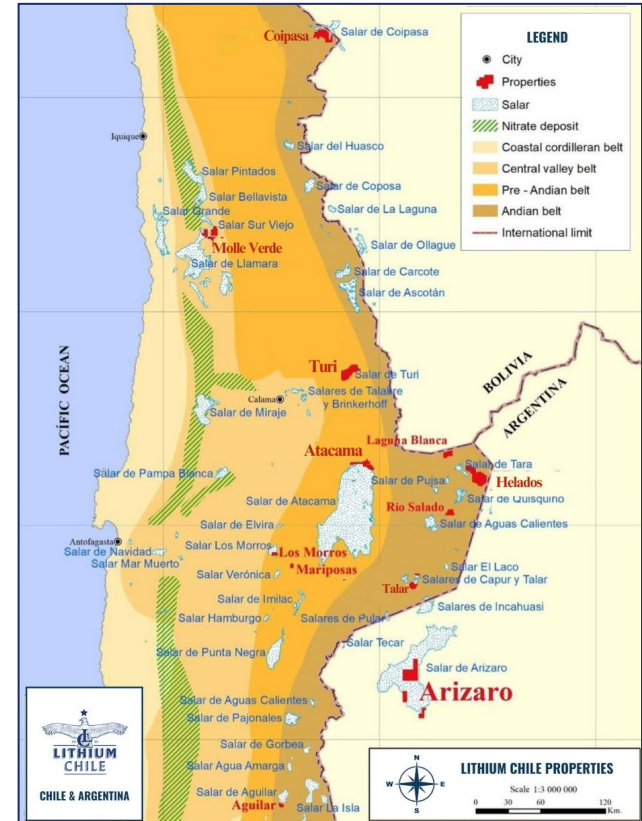 Coipasa
Salar de Coipasa
LEGEND
City
Properties
Salar
Nitrate deposit
Coastal cordilleran belt
Central valley belt
Pre - Andian belt
Andian belt
International limit
Iquique
Salar del Huasco
Salar Pintados
Salar de Coposa
Salar Bellavista
Salar Grande
Salar de La Laguna
Salar Sur Viejo
Molle Verde
Salar de Ollague
Salar de Llamara
Salar de Carcote
Salar de Ascotán
BOLIVIA
ARGENTINA
PACÍFIC OCEAN
Turi
Salar de Turi
Calama
Salares de Talabre
y Brinkerhoff
Salar de Miraje
Laguna Blanca
Atacama
Salar de Tara
Salar de Pampa Blanca
Salar de Pujsa
Helados
Salar de Quisquino
Salar de Atacama
Río Salado
Salar de Elvira
Salar de Aguas Calientes
Antofagasta
Salar Los Morros
Salar de Navidad
Los Morros
Salar Mar Muerto
Mariposas
Salar El Laco
Salar Verónica
Salares de Capur y Talar
Talar
Salar de Imilac
Salares de Incahuasi
Salar Hamburgo
Salares de Pular
Salar Tecar
Salar de Punta Negra
Salar de Arizaro
Arizaro
Salar de Aguas Calientes
Salar de Pajonales
Salar de Gorbea
Salar Agua Amarga
Salar de Aguilar
Aguilar
Salar La Isla
LC
LITHIUM
CHILE
CHILE & ARGENTINA
N
W
E
S
LITHIUM CHILE PROPERTIES
Scale 1:3 000 000
0 30 60 120
Km.